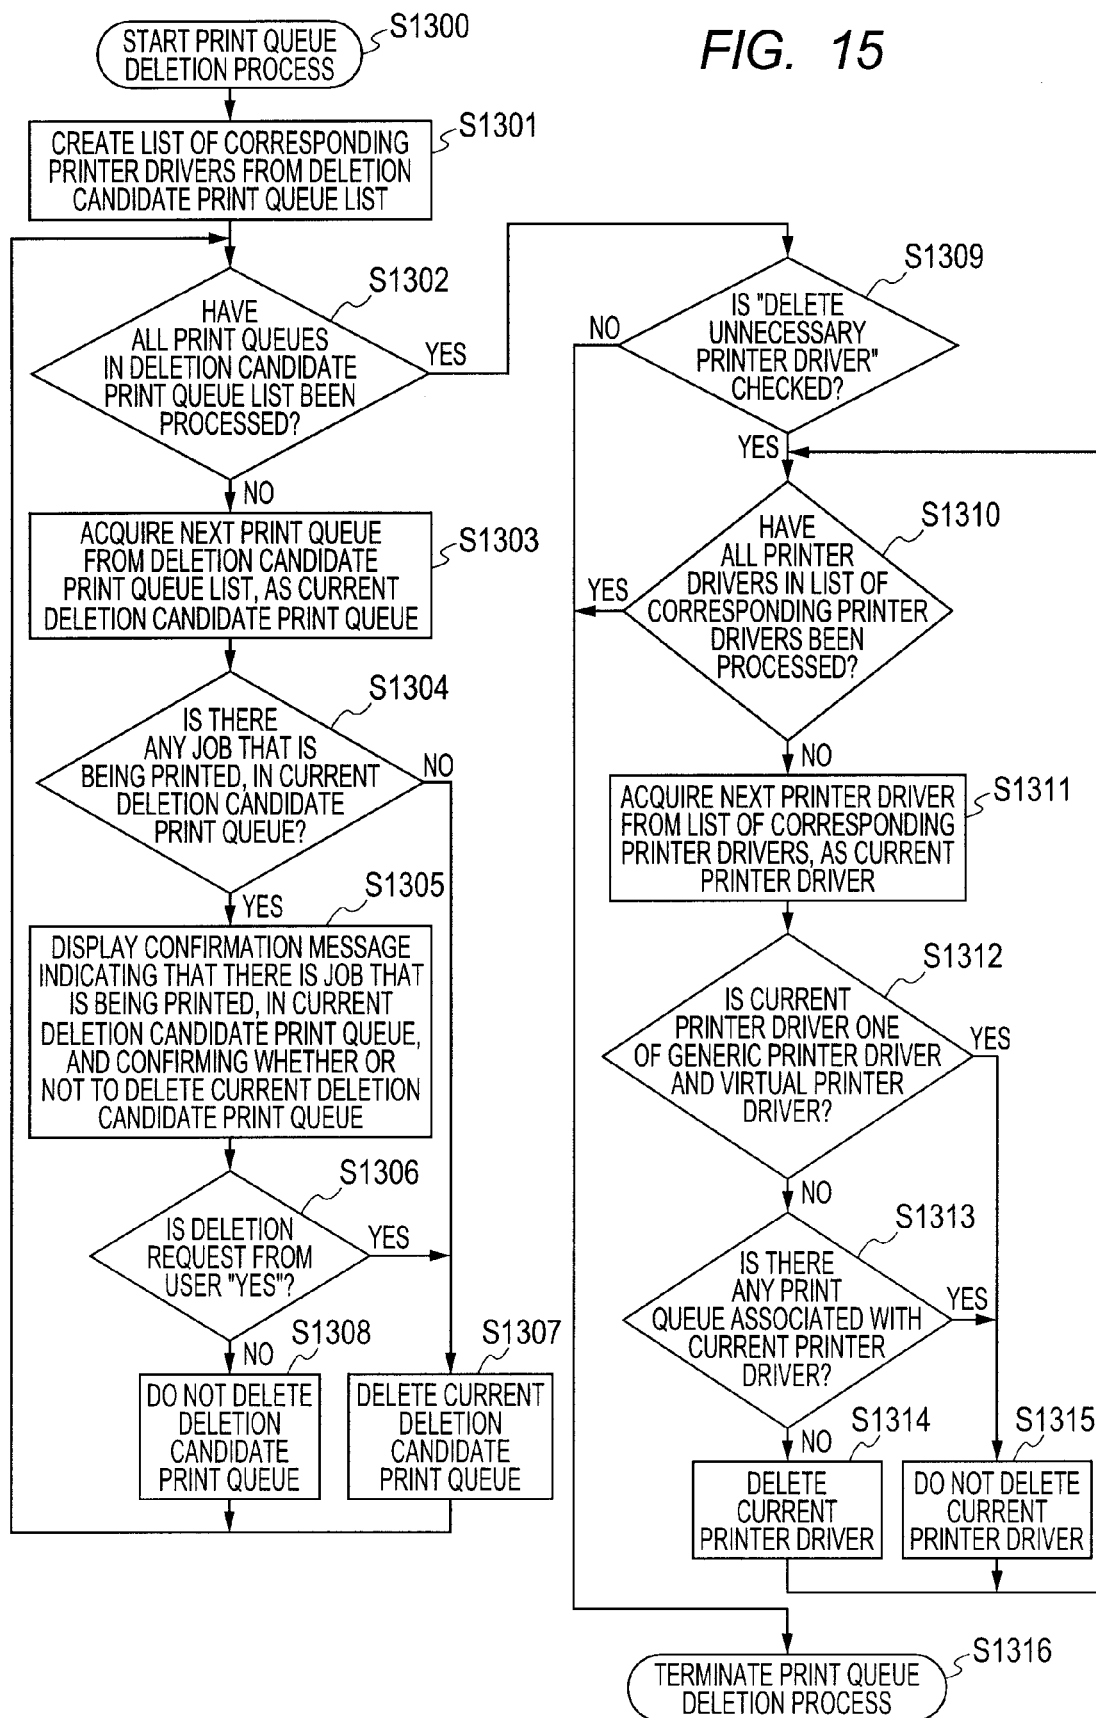 FIG. 15
START PRINT QUEUE
DELETION PROCESS
S1300
CREATE LIST OF CORRESPONDING
PRINTER DRIVERS FROM DELETION
CANDIDATE PRINT QUEUE LIST
S1301
HAVE
ALL PRINT QUEUES
IN DELETION CANDIDATE
PRINT QUEUE LIST BEEN
PROCESSED?
S1302
YES
NO
ACQUIRE NEXT PRINT QUEUE
FROM DELETION CANDIDATE
PRINT QUEUE LIST, AS CURRENT
DELETION CANDIDATE PRINT QUEUE
S1303
IS THERE
ANY JOB THAT IS
BEING PRINTED, IN CURRENT
DELETION CANDIDATE
PRINT QUEUE?
S1304
NO
YES
DISPLAY CONFIRMATION MESSAGE
INDICATING THAT THERE IS JOB THAT
IS BEING PRINTED, IN CURRENT
DELETION CANDIDATE PRINT QUEUE,
AND CONFIRMING WHETHER OR
NOT TO DELETE CURRENT DELETION
CANDIDATE PRINT QUEUE
S1305
IS DELETION
REQUEST FROM
USER "YES"?
S1306
YES
NO
DO NOT DELETE
DELETION
CANDIDATE
PRINT QUEUE
S1308
DELETE CURRENT
DELETION
CANDIDATE
PRINT QUEUE
S1307
IS "DELETE
UNNECESSARY
PRINTER DRIVER"
CHECKED?
S1309
NO
YES
HAVE
ALL PRINTER
DRIVERS IN LIST OF
CORRESPONDING PRINTER
DRIVERS BEEN
PROCESSED?
S1310
YES
NO
ACQUIRE NEXT PRINTER DRIVER
FROM LIST OF CORRESPONDING
PRINTER DRIVERS, AS CURRENT
PRINTER DRIVER
S1311
IS CURRENT
PRINTER DRIVER ONE
OF GENERIC PRINTER DRIVER
AND VIRTUAL PRINTER
DRIVER?
S1312
YES
NO
IS THERE
ANY PRINT
QUEUE ASSOCIATED WITH
CURRENT PRINTER
DRIVER?
S1313
YES
NO
DELETE
CURRENT
PRINTER DRIVER
S1314
DO NOT DELETE
CURRENT
PRINTER DRIVER
S1315
TERMINATE PRINT QUEUE
DELETION PROCESS
S1316